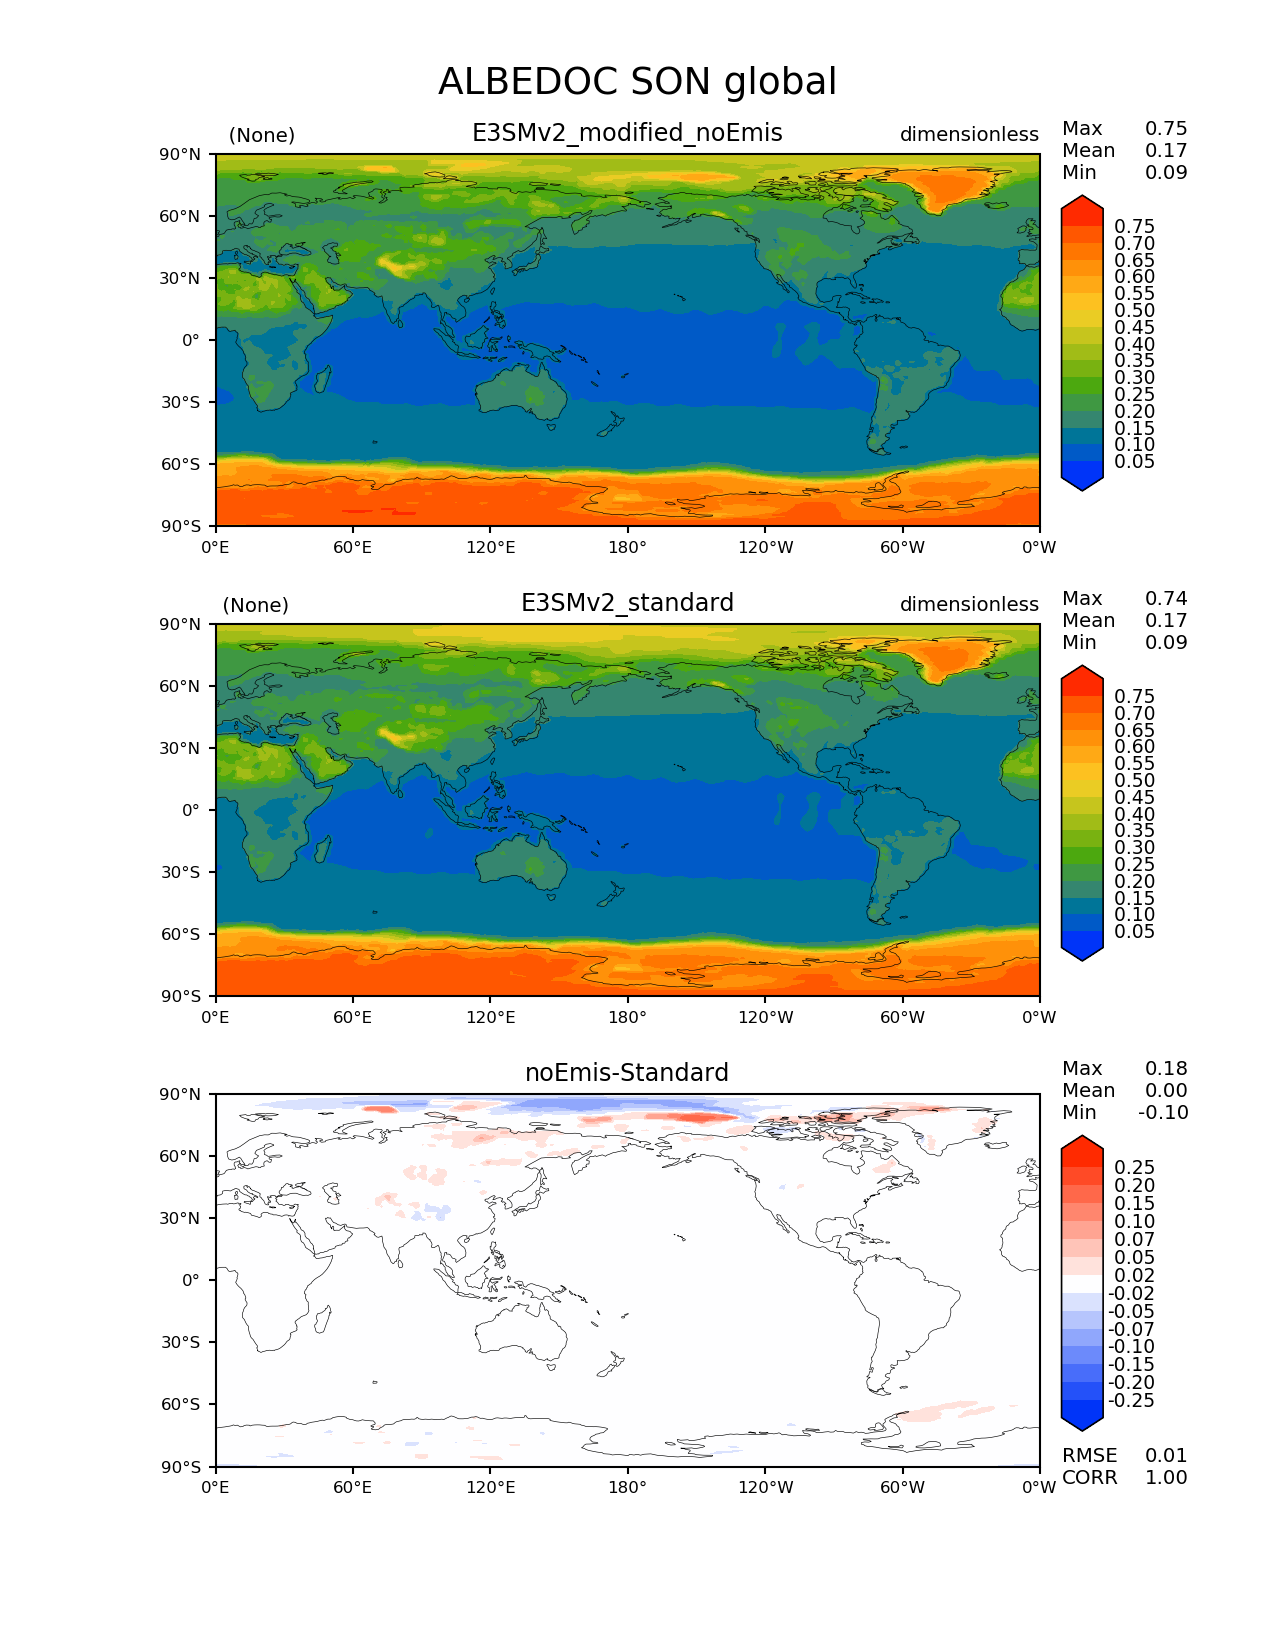 ALBEDOC SON global
(None) E3SMv2_modified_noEmis dimensionless
Max 0.75
Mean 0.17
Min 0.09
90°N
60°N
30°N
0°
30°S
60°S
90°S
0°E 60°E 120°E 180° 120°W 60°W 0°W
0.75
0.70
0.65
0.60
0.55
0.50
0.45
0.40
0.35
0.30
0.25
0.20
0.15
0.10
0.05
(None) E3SMv2_standard dimensionless
Max 0.74
Mean 0.17
Min 0.09
90°N
60°N
30°N
0°
30°S
60°S
90°S
0°E 60°E 120°E 180° 120°W 60°W 0°W
0.75
0.70
0.65
0.60
0.55
0.50
0.45
0.40
0.35
0.30
0.25
0.20
0.15
0.10
0.05
noEmis-Standard
Max 0.18
Mean 0.00
Min -0.10
90°N
60°N
30°N
0°
30°S
60°S
90°S
0°E 60°E 120°E 180° 120°W 60°W 0°W
0.25
0.20
0.15
0.10
0.07
0.05
0.02
-0.02
-0.05
-0.07
-0.10
-0.15
-0.20
-0.25
RMSE 0.01
CORR 1.00